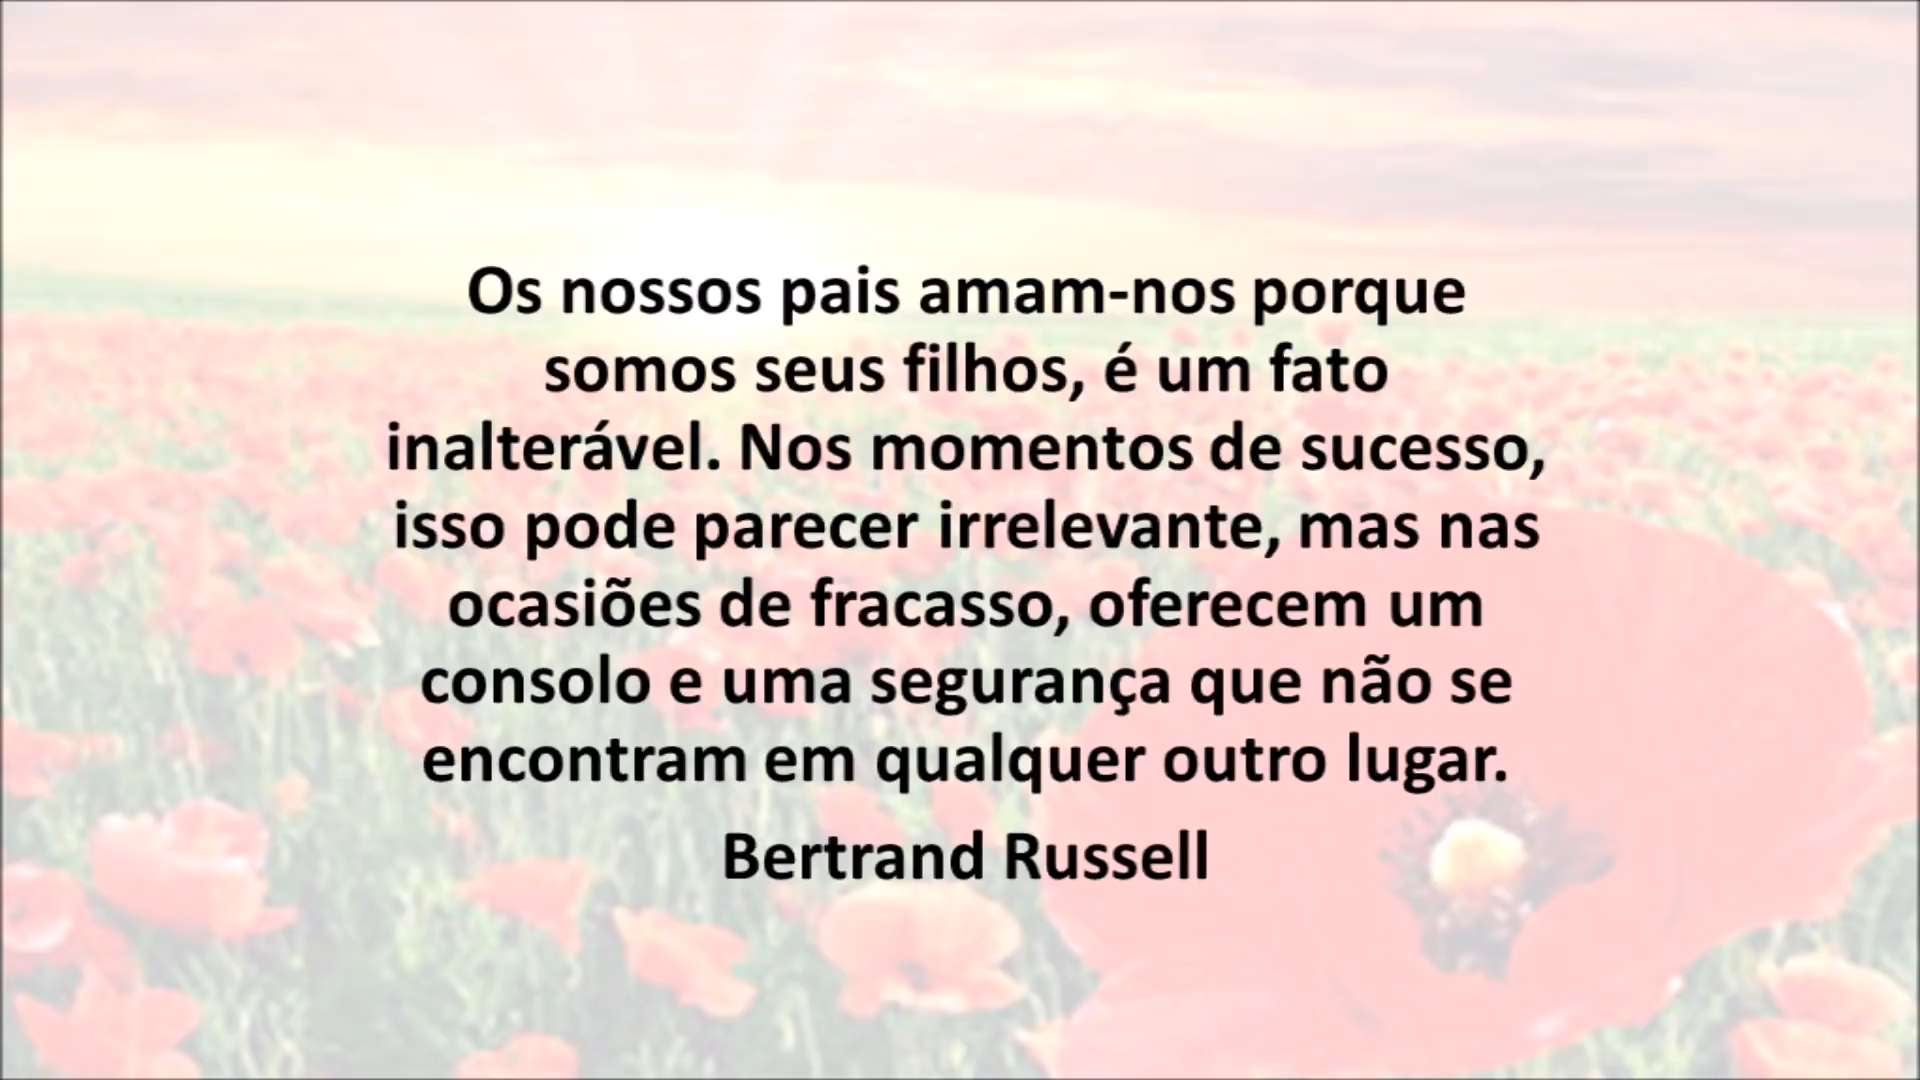 Os nossos pais amam-nos porque
somos seus filhos, é um fato
inalterável. Nos momentos de sucesso,
isso pode parecer irrelevante, mas nas
ocasiões de fracasso, oferecem um
consolo e uma segurança que não se
encontram em qualquer outro lugar.
Bertrand Russell